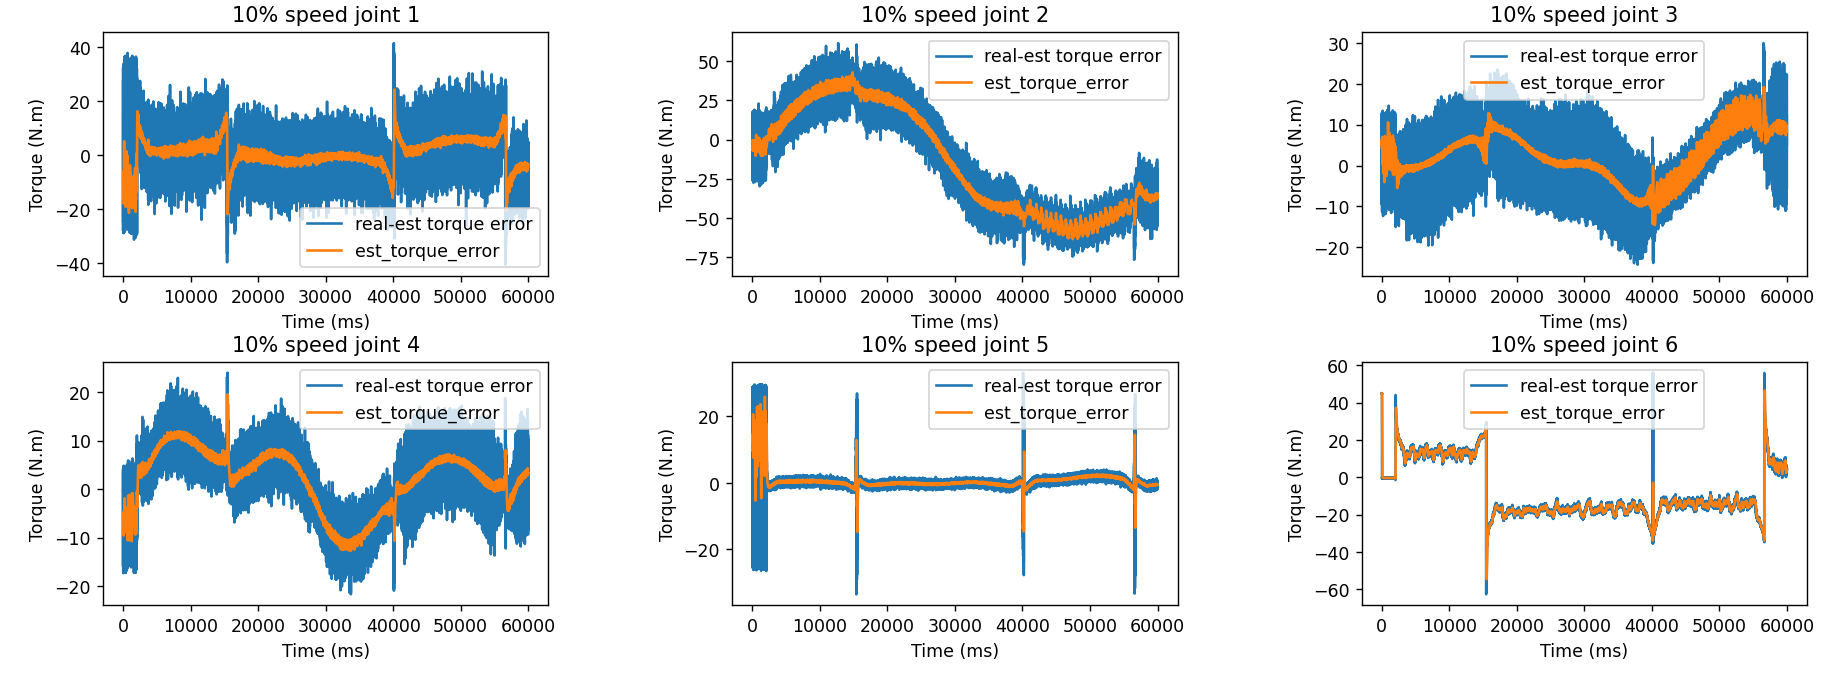 10% speed joint 1
40
20
0
−20
−40
Torque (N.m)
real-est torque error
est_torque_error
0 10000 20000 30000 40000 50000 60000
Time (ms)
10% speed joint 2
50
25
0
−25
−50
−75
Torque (N.m)
real-est torque error
est_torque_error
0 10000 20000 30000 40000 50000 60000
Time (ms)
10% speed joint 3
30
20
10
0
−10
−20
Torque (N.m)
real-est torque error
est_torque_error
0 10000 20000 30000 40000 50000 60000
Time (ms)
10% speed joint 4
20
10
0
−10
−20
Torque (N.m)
real-est torque error
est_torque_error
0 10000 20000 30000 40000 50000 60000
Time (ms)
10% speed joint 5
20
0
−20
Torque (N.m)
real-est torque error
est_torque_error
0 10000 20000 30000 40000 50000 60000
Time (ms)
10% speed joint 6
60
40
20
0
−20
−40
−60
Torque (N.m)
real-est torque error
est_torque_error
0 10000 20000 30000 40000 50000 60000
Time (ms)